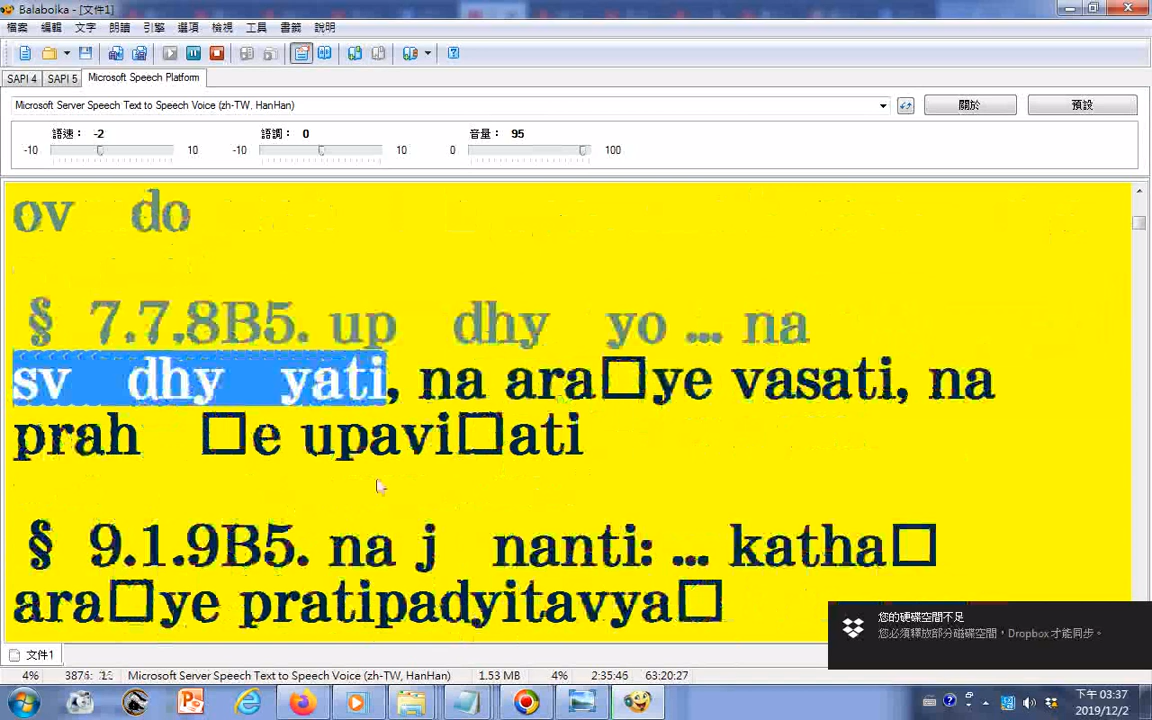 Balabolka - [文件1]
檔案 編輯 文字 朗讀 引擎 選項 檢視 工具 書籤 說明
SAPI 4 SAPI 5 Microsoft Speech Platform
Microsoft Server Speech Text to Speech Voice (zh-TW, HanHan)
關於 預設
語速： -2 語調： 0 音量： 95
-10 10 -10 10 0 100
ov do
§ 7.7.8B5. up dhy yo ... na
sv dhy yati, na ara□ye vasati, na
prah □e upavi□ati
§ 9.1.9B5. na j nanti: ... katha□
ara□ye pratipadyitavya□
您的硬碟空間不足
您必須釋放部分磁碟空間，Dropbox 才能同步。
文件1
4% Microsoft Server Speech Text to Speech Voice (zh-TW, HanHan) 1.53 MB 4% 2:35:46 63:20:27
下午 03:37
2019/12/2